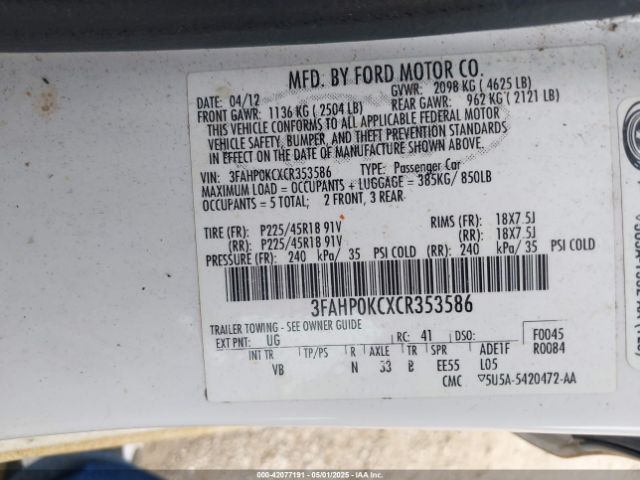 MFD. BY FORD MOTOR CO.
DATE: 04/12 GVWR: 2098 KG ( 4625 LB)
FRONT GAWR: 1136 KG ( 2504 LB) REAR GAWR: 962 KG ( 2121 LB)
THIS VEHICLE CONFORMS TO ALL APPLICABLE FEDERAL MOTOR
VEHICLE SAFETY, BUMPER, AND THEFT PREVENTION STANDARDS
IN EFFECT ON THE DATE OF MANUFACTURE SHOWN ABOVE.
VIN: 3FAHP0KCXCR353586 TYPE: Passenger Car
MAXIMUM LOAD = OCCUPANTS + LUGGAGE = 385KG/ 850LB
OCCUPANTS = 5 TOTAL; 2 FRONT, 3 REAR
TIRE (FR): P225/45R18 91V RIMS (FR): 18X7.5J
(RR): P225/45R18 91V (RR): 18X7.5J
PRESSURE (FR): 240 kPa/ 35 PSI COLD (RR): 240 kPa/ 35 PSI COLD
3FAHP0KCXCR353586
TRAILER TOWING - SEE OWNER GUIDE
EXT PNT: UG RC: 41 DSO: F0045
INT TR TP/PS R AXLE TR SPR ADE1F R0084
VB N 33 B EE55 L05
CMC ▽5U5A-5420472-AA
000-42077191 - 05/01/2025 - IAAI.com